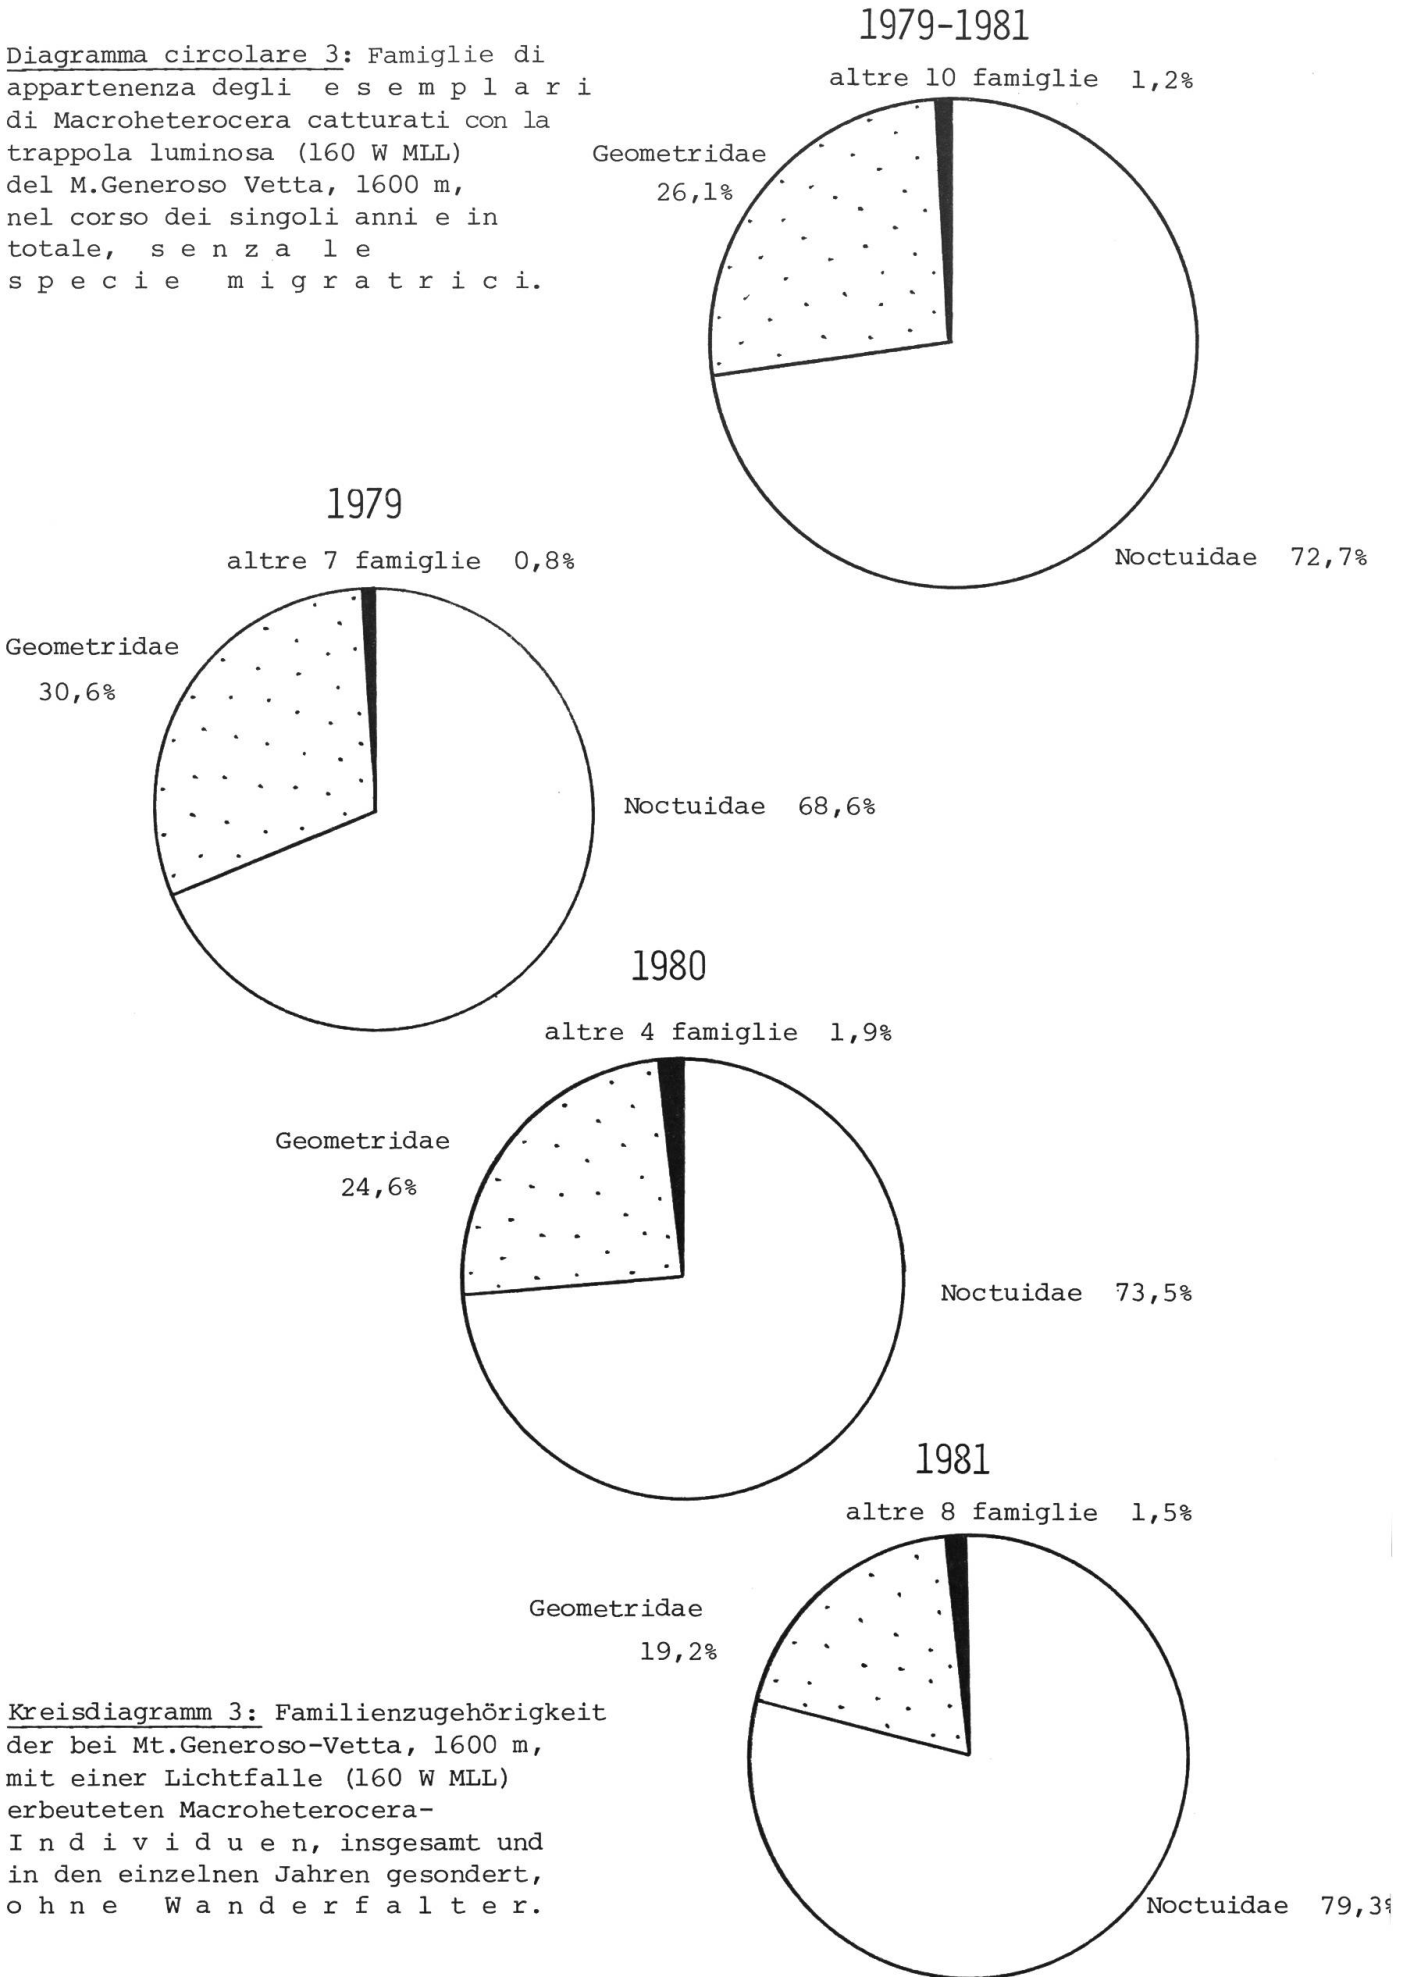 Diagramma circolare 3: Famiglie di
appartenenza degli e s e m p l a r i
di Macroheterocera catturati con la
trappola luminosa (160 W MLL)
del M.Generoso Vetta, 1600 m,
nel corso dei singoli anni e in
totale, s e n z a l e
s p e c i e m i g r a t r i c i.
1979-1981
altre 10 famiglie 1,2%
Geometridae
26,1%
Noctuidae 72,7%
1979
altre 7 famiglie 0,8%
Geometridae
30,6%
Noctuidae 68,6%
1980
altre 4 famiglie 1,9%
Geometridae
24,6%
Noctuidae 73,5%
1981
altre 8 famiglie 1,5%
Geometridae
19,2%
Noctuidae 79,3%
Kreisdiagramm 3: Familienzugehörigkeit
der bei Mt.Generoso-Vetta, 1600 m,
mit einer Lichtfalle (160 W MLL)
erbeuteten Macroheterocera-
I n d i v i d u e n, insgesamt und
in den einzelnen Jahren gesondert,
o h n e W a n d e r f a l t e r.